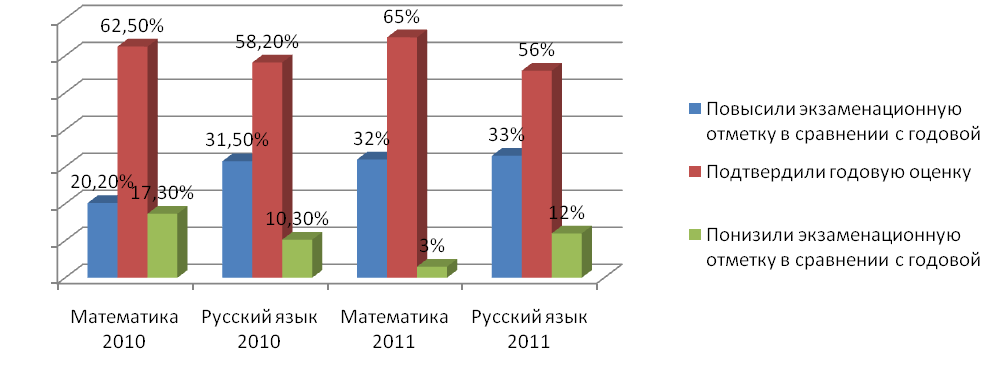 62,50%
58,20%
65%
56%
20,20%
17,30%
31,50%
10,30%
32%
3%
33%
12%
Математика
2010
Русский язык
2010
Математика
2011
Русский язык
2011
Повысили экзаменационную
отметку в сравнении с годовой
Подтвердили годовую оценку
Понизили экзаменационную
отметку в сравнении с годовой